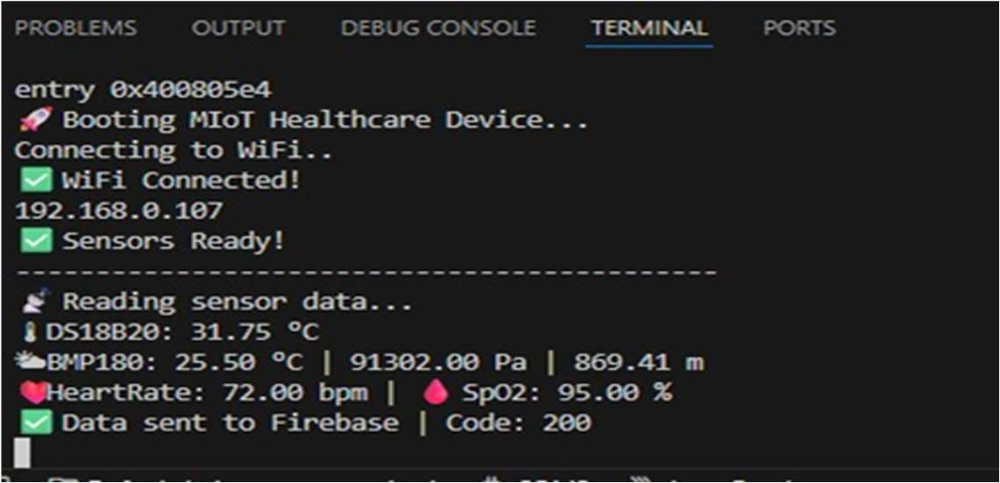 PROBLEMS OUTPUT DEBUG CONSOLE TERMINAL PORTS
entry 0x400805e4
🚀 Booting MIoT Healthcare Device...
Connecting to WiFi..
✅ WiFi Connected!
192.168.0.107
✅ Sensors Ready!
--------------------------------------------
📡 Reading sensor data...
🌡DS18B20: 31.75 °C
🌥BMP180: 25.50 °C | 91302.00 Pa | 869.41 m
❤️HeartRate: 72.00 bpm | 🩸 SpO2: 95.00 %
✅ Data sent to Firebase | Code: 200